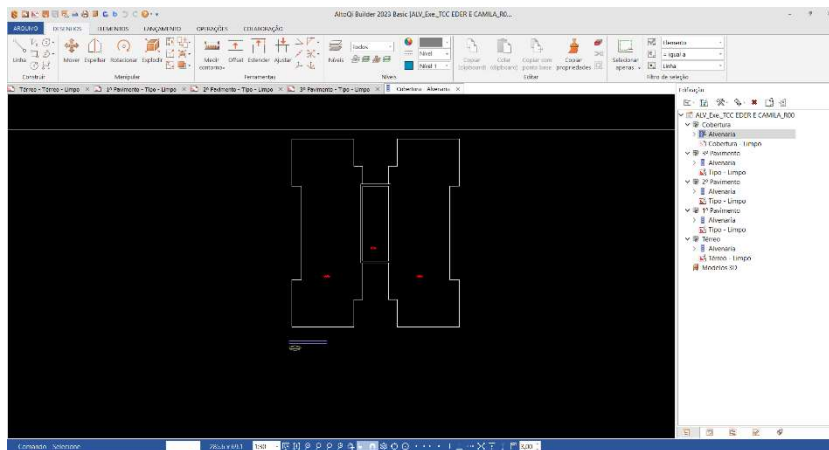 AltoQi Builder 2023 Basic [ALV_Exe_TCC EDER E CAMILA_R0...
ARQUIVO DESENHOS ELEMENTOS LANÇAMENTO OPERAÇÕES COLABORAÇÃO
Linha Mover Espelhar Rotacionar Explodir Medir contorno Offset Estender Ajustar Níveis Todos Nível Nível 1 Copiar (clipboard) Colar (clipboard) Copiar com ponto base Copiar propriedades Selecionar apenas Elemento = igual a Linha
Construir Manipular Ferramentas Níveis Editar Filtro de seleção
Térreo - Térreo - Limpo 1º Pavimento - Tipo - Limpo 2º Pavimento - Tipo - Limpo 3º Pavimento - Tipo - Limpo Cobertura - Alvenaria
Edificação
ALV_Exe_TCC EDER E CAMILA_R00
Cobertura
Alvenaria
Cobertura - Limpo
Pavimento
Alvenaria
Tipo - Limpo
2º Pavimento
Alvenaria
Tipo - Limpo
1º Pavimento
Alvenaria
Tipo - Limpo
Térreo
Alvenaria
Térreo - Limpo
Modelos 3D
Comando Selecione 1:50 3,00